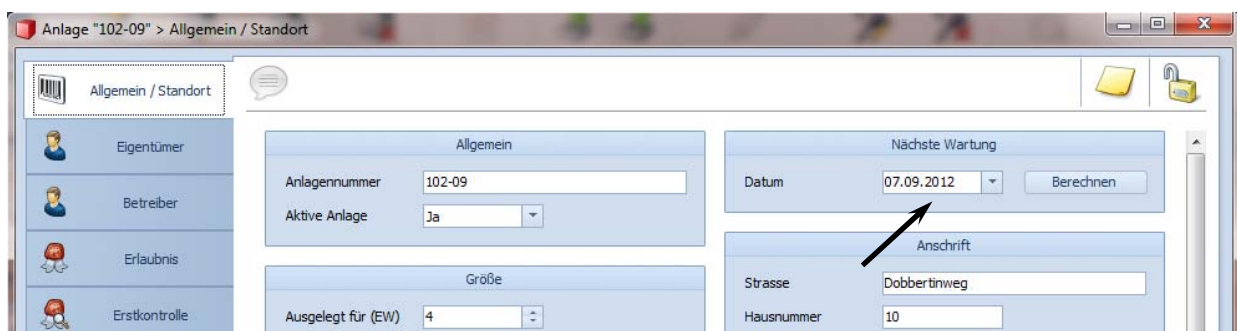 Anlage "102-09" > Allgemein / Standort
Allgemein / Standort
Eigentümer
Betreiber
Erlaubnis
Erstkontrolle
Allgemein
Anlagennummer 102-09
Aktive Anlage Ja
Größe
Ausgelegt für (EW) 4
Nächste Wartung
Datum 07.09.2012 Berechnen
Anschrift
Strasse Dobbertinweg
Hausnummer 10